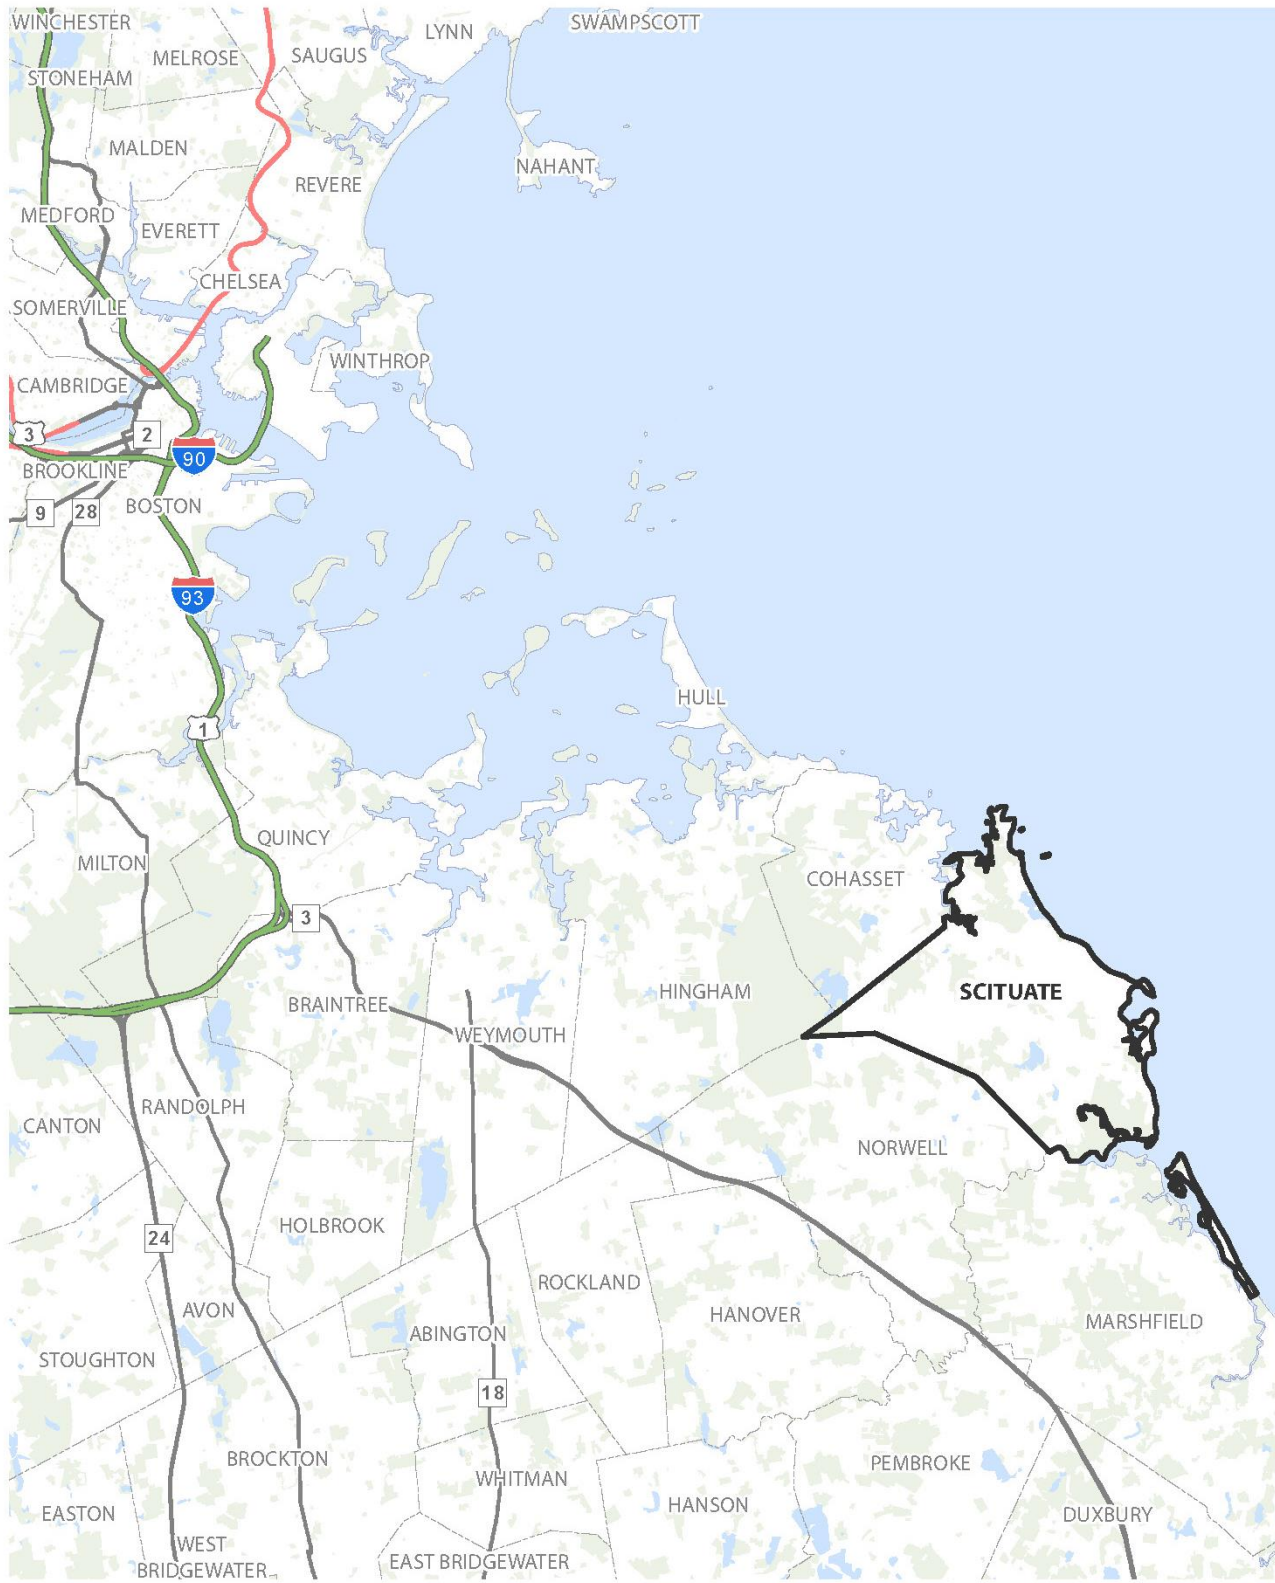 WINCHESTER
SWAMPSCOTT
LYNN
MELROSE
SAUGUS
STONEHAM
MALDEN
NAHANT
REVERE
MEDFORD
EVERETT
CHELSEA
SOMERVILLE
WINTHROP
CAMBRIDGE
3
2
90
BROOKLINE
9
28
BOSTON
93
HULL
1
QUINCY
MILTON
COHASSET
3
HINGHAM
SCITUATE
BRAINTREE
WEYMOUTH
RANDOLPH
CANTON
NORWELL
HOLBROOK
24
ROCKLAND
AVON
HANOVER
MARSHFIELD
ABINGTON
STOUGHTON
18
BROCKTON
PEMBROKE
WHITMAN
HANSON
EASTON
DUXBURY
WEST
BRIDGEWATER
EAST BRIDGEWATER